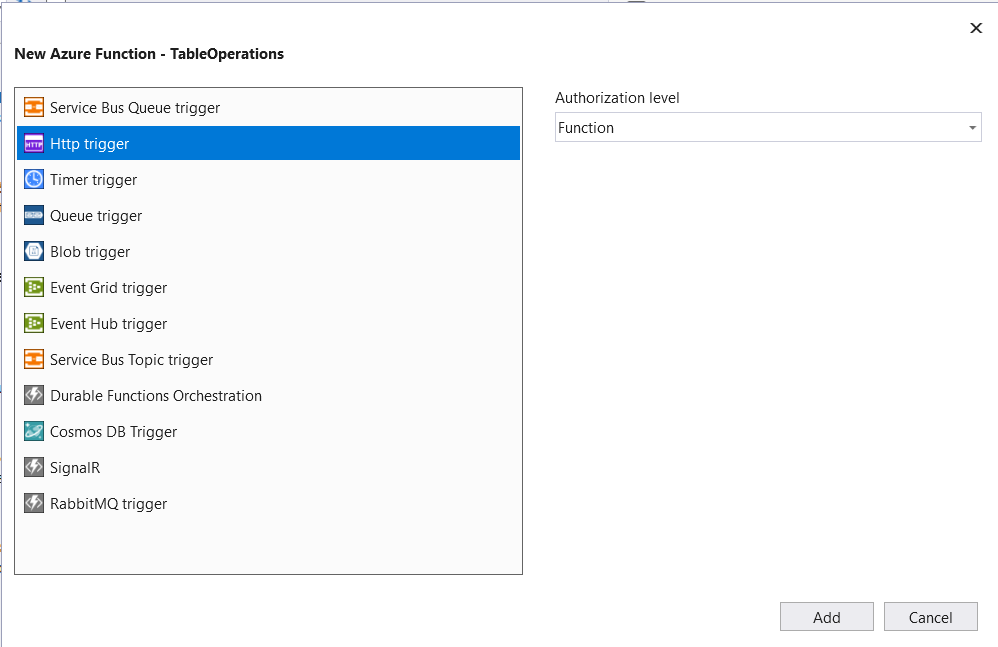 New Azure Function - TableOperations
Service Bus Queue trigger
Http trigger
Timer trigger
Queue trigger
Blob trigger
Event Grid trigger
Event Hub trigger
Service Bus Topic trigger
Durable Functions Orchestration
Cosmos DB Trigger
SignalR
RabbitMQ trigger
Authorization level
Function
Add
Cancel